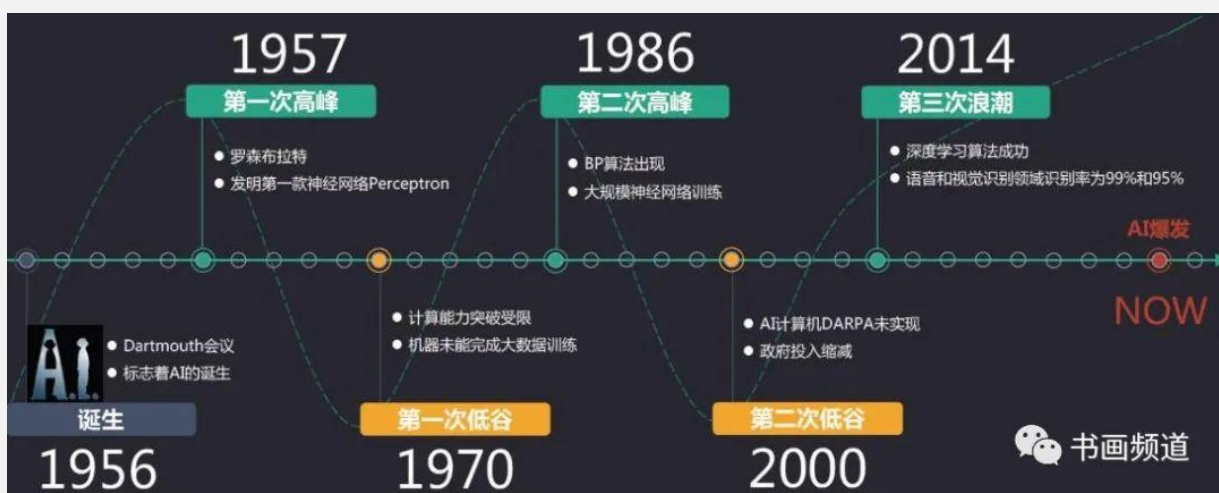 1957
第一次高峰
罗森布拉特
发明第一款神经网络Perceptron
1986
第二次高峰
BP算法出现
大规模神经网络训练
2014
第三次浪潮
深度学习算法成功
语音和视觉识别领域识别率为99%和95%
AI爆发
NOW
A.I.
Dartmouth会议
标志着AI的诞生
诞生
1956
计算能力突破受限
机器未能完成大数据训练
第一次低谷
1970
AI计算机DARPA未实现
政府投入缩减
第二次低谷
2000
书画频道